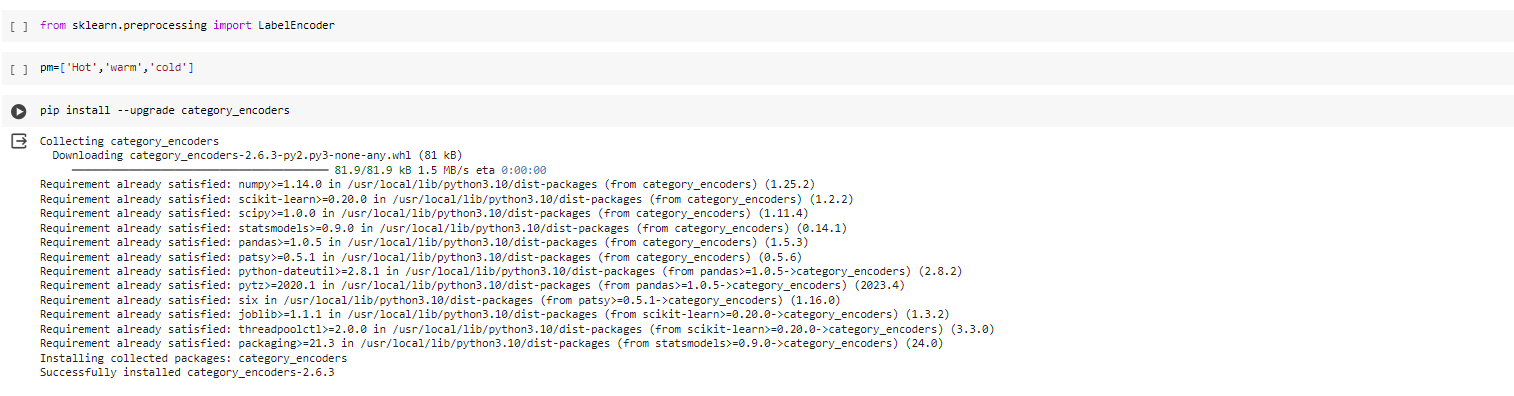 [ ] from sklearn.preprocessing import LabelEncoder
[ ] pm=['Hot','warm','cold']
pip install --upgrade category_encoders
Collecting category_encoders
Downloading category_encoders-2.6.3-py2.py3-none-any.whl (81 kB)
81.9/81.9 kB 1.5 MB/s eta 0:00:00
Requirement already satisfied: numpy>=1.14.0 in /usr/local/lib/python3.10/dist-packages (from category_encoders) (1.25.2)
Requirement already satisfied: scikit-learn>=0.20.0 in /usr/local/lib/python3.10/dist-packages (from category_encoders) (1.2.2)
Requirement already satisfied: scipy>=1.0.0 in /usr/local/lib/python3.10/dist-packages (from category_encoders) (1.11.4)
Requirement already satisfied: statsmodels>=0.9.0 in /usr/local/lib/python3.10/dist-packages (from category_encoders) (0.14.1)
Requirement already satisfied: pandas>=1.0.5 in /usr/local/lib/python3.10/dist-packages (from category_encoders) (1.5.3)
Requirement already satisfied: patsy>=0.5.1 in /usr/local/lib/python3.10/dist-packages (from category_encoders) (0.5.6)
Requirement already satisfied: python-dateutil>=2.8.1 in /usr/local/lib/python3.10/dist-packages (from pandas>=1.0.5->category_encoders) (2.8.2)
Requirement already satisfied: pytz>=2020.1 in /usr/local/lib/python3.10/dist-packages (from pandas>=1.0.5->category_encoders) (2023.4)
Requirement already satisfied: six in /usr/local/lib/python3.10/dist-packages (from patsy>=0.5.1->category_encoders) (1.16.0)
Requirement already satisfied: joblib>=1.1.1 in /usr/local/lib/python3.10/dist-packages (from scikit-learn>=0.20.0->category_encoders) (1.3.2)
Requirement already satisfied: threadpoolctl>=2.0.0 in /usr/local/lib/python3.10/dist-packages (from scikit-learn>=0.20.0->category_encoders) (3.3.0)
Requirement already satisfied: packaging>=21.3 in /usr/local/lib/python3.10/dist-packages (from statsmodels>=0.9.0->category_encoders) (24.0)
Installing collected packages: category_encoders
Successfully installed category_encoders-2.6.3